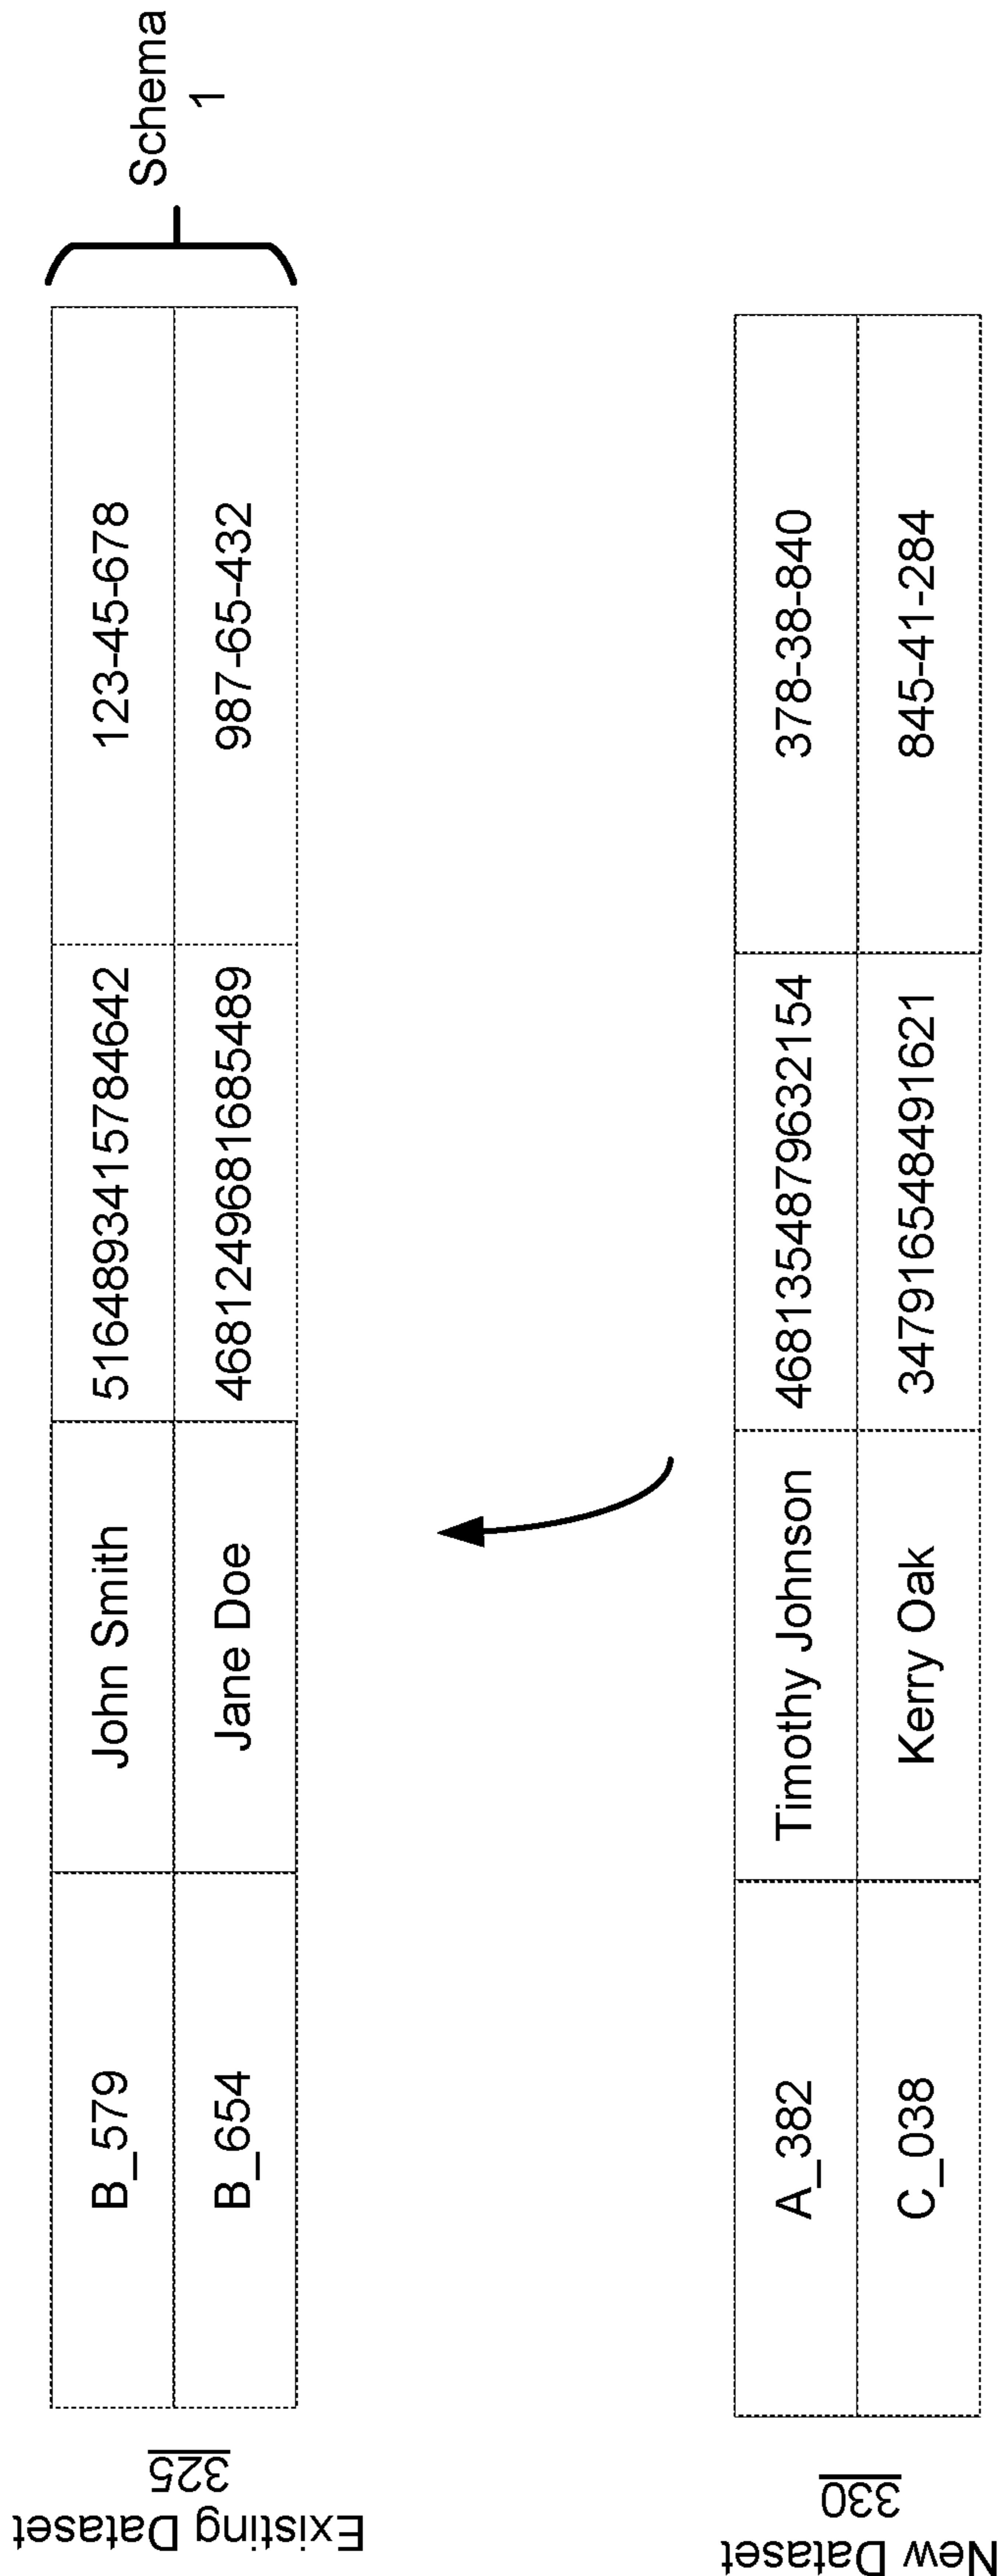 Schema
1
Existing Dataset
325
B_579 John Smith 5164893415784642 123-45-678
B_654 Jane Doe 4681249681685489 987-65-432
New Dataset
330
A_382 Timothy Johnson 4681354879632154 378-38-840
C_038 Kerry Oak 347916548491621 845-41-284